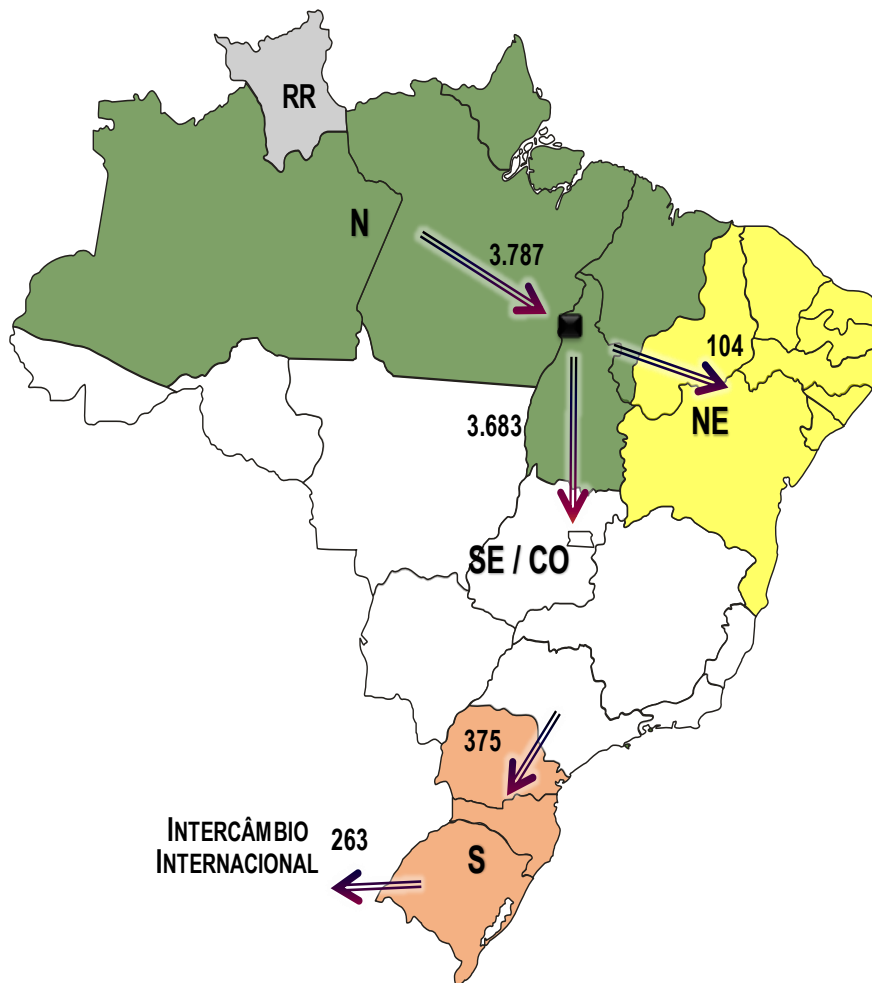 RR
N
3.787
104
NE
3.683
SE / CO
375
INTERCÂMBIO
INTERNACIONAL
263
S